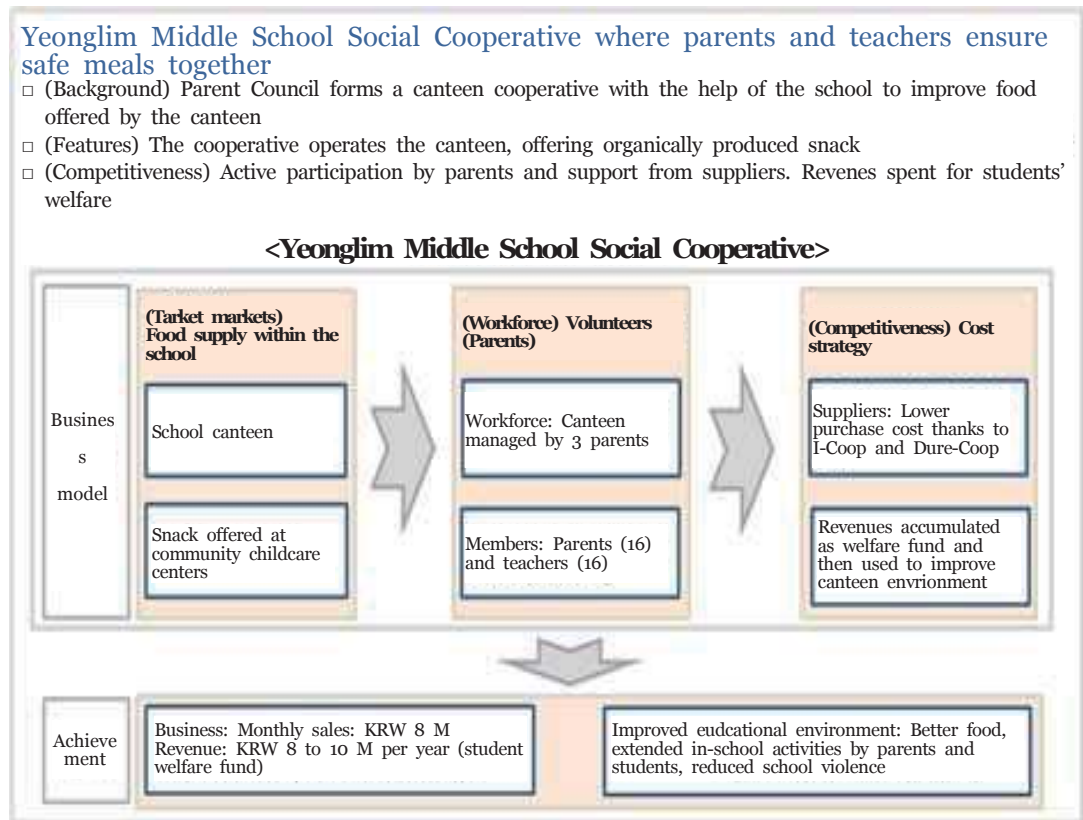 Yeonglim Middle School Social Cooperative where parents and teachers ensure
safe meals together
□ (Background) Parent Council forms a canteen cooperative with the help of the school to improve food
offered by the canteen
□ (Features) The cooperative operates the canteen, offering organically produced snack
□ (Competitiveness) Active participation by parents and support from suppliers. Revenes spent for students'
welfare
<Yeonglim Middle School Social Cooperative>
Busines
s
model
(Tarket markets)
Food supply within the
school
School canteen
Snack offered at
community childcare
centers
(Workforce) Volunteers
(Parents)
Workforce: Canteen
managed by 3 parents
Members: Parents (16)
and teachers (16)
(Competitiveness) Cost
strategy
Suppliers: Lower
purchase cost thanks to
I-Coop and Dure-Coop
Revenues accumulated
as welfare fund and
then used to improve
canteen envrionment
Achieve
ment
Business: Monthly sales: KRW 8 M
Revenue: KRW 8 to 10 M per year (student
welfare fund)
Improved eudcational environment: Better food,
extended in-school activities by parents and
students, reduced school violence